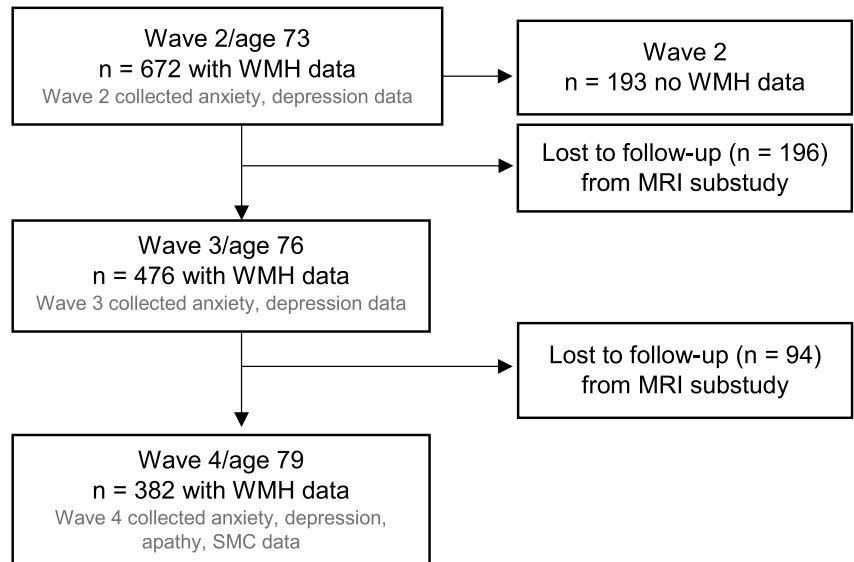 Wave 2/age 73
n = 672 with WMH data
Wave 2 collected anxiety, depression data
Wave 2
n = 193 no WMH data
Lost to follow-up (n = 196)
from MRI substudy
Wave 3/age 76
n = 476 with WMH data
Wave 3 collected anxiety, depression data
Lost to follow-up (n = 94)
from MRI substudy
Wave 4/age 79
n = 382 with WMH data
Wave 4 collected anxiety, depression,
apathy, SMC data